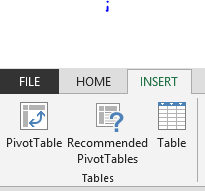 ;
FILE HOME INSERT
PivotTable Recommended Table
PivotTables
Tables